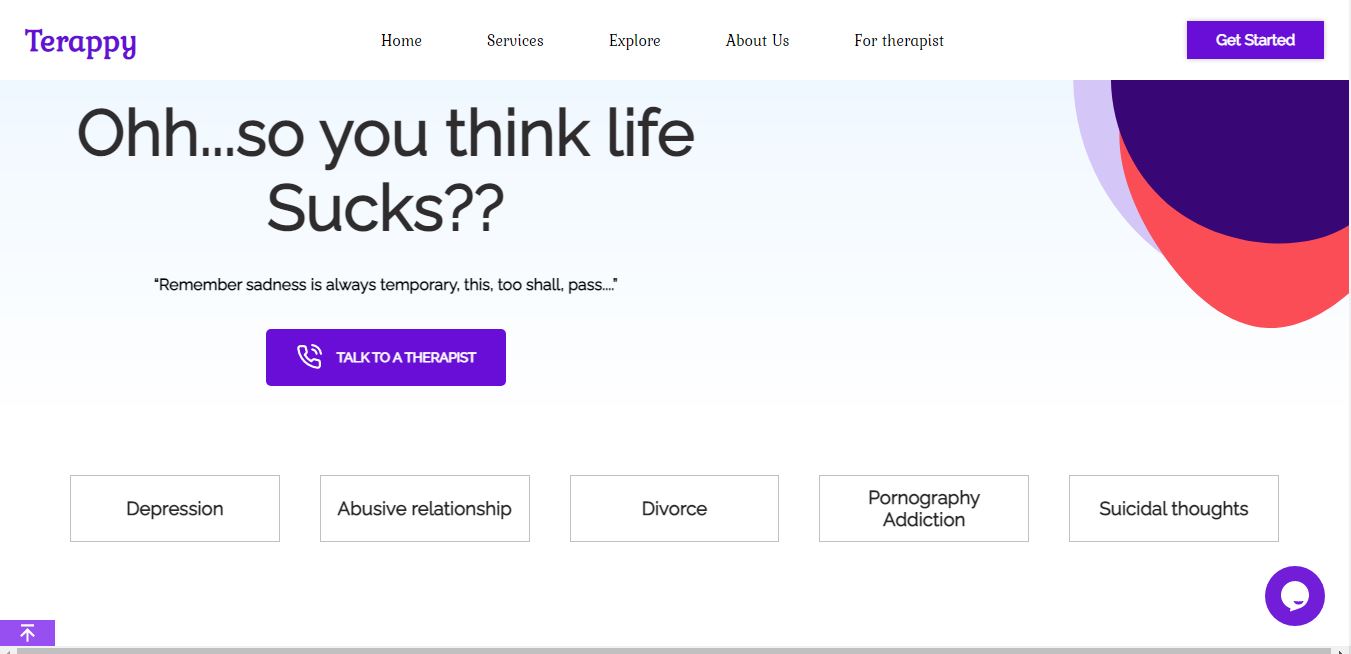 Terappy
Home
Services
Explore
About Us
For therapist
Get Started
Ohh...so you think life
Sucks??
“Remember sadness is always temporary, this, too shall, pass....”
TALK TO A THERAPIST
Depression
Abusive relationship
Divorce
Pornography
Addiction
Suicidal thoughts